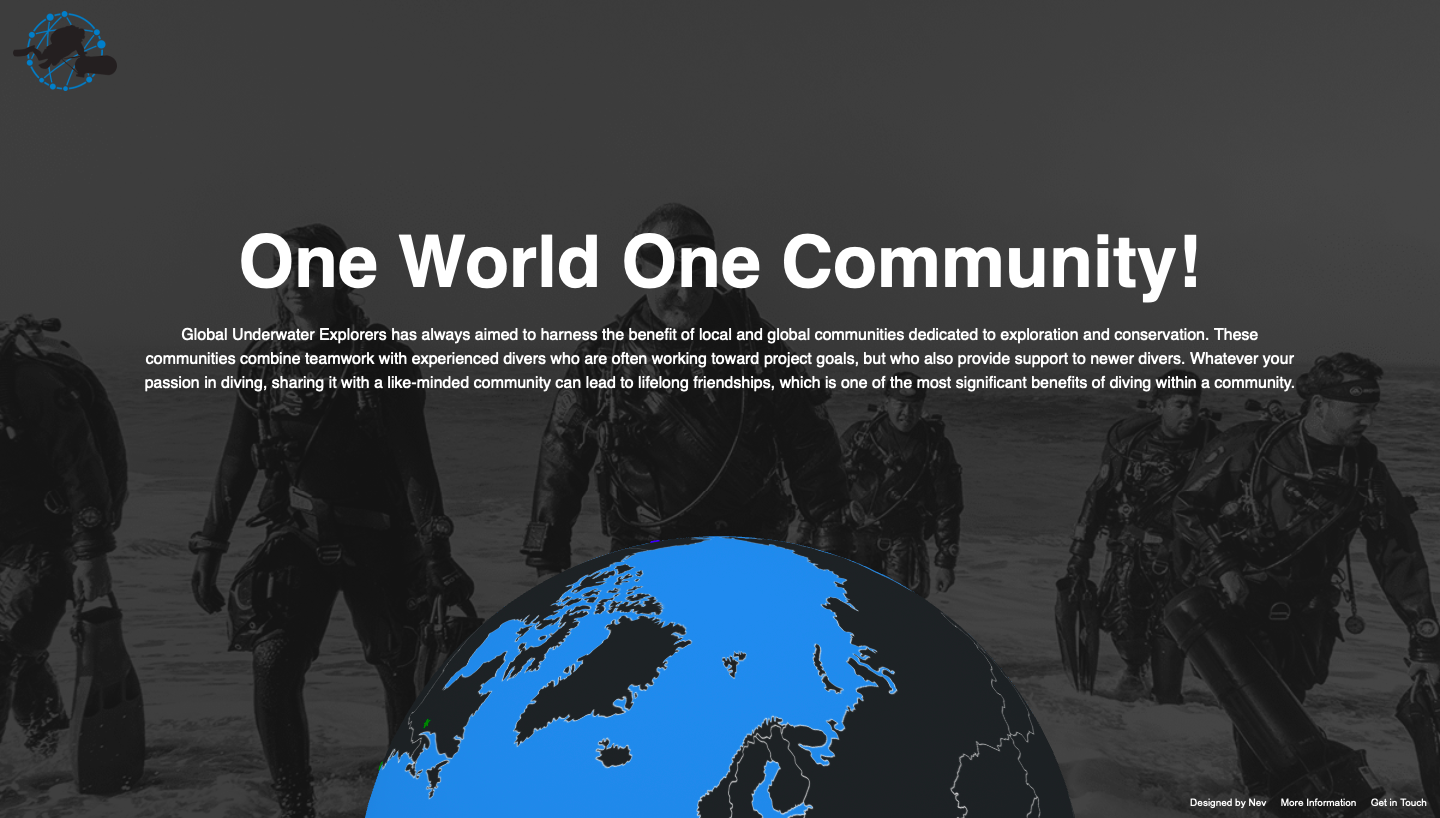 One World One Community!
Global Underwater Explorers has always aimed to harness the benefit of local and global communities dedicated to exploration and conservation. These
communities combine teamwork with experienced divers who are often working toward project goals, but who also provide support to newer divers. Whatever your
passion in diving, sharing it with a like-minded community can lead to lifelong friendships, which is one of the most significant benefits of diving within a community.
Designed by Nev More Information Get in Touch